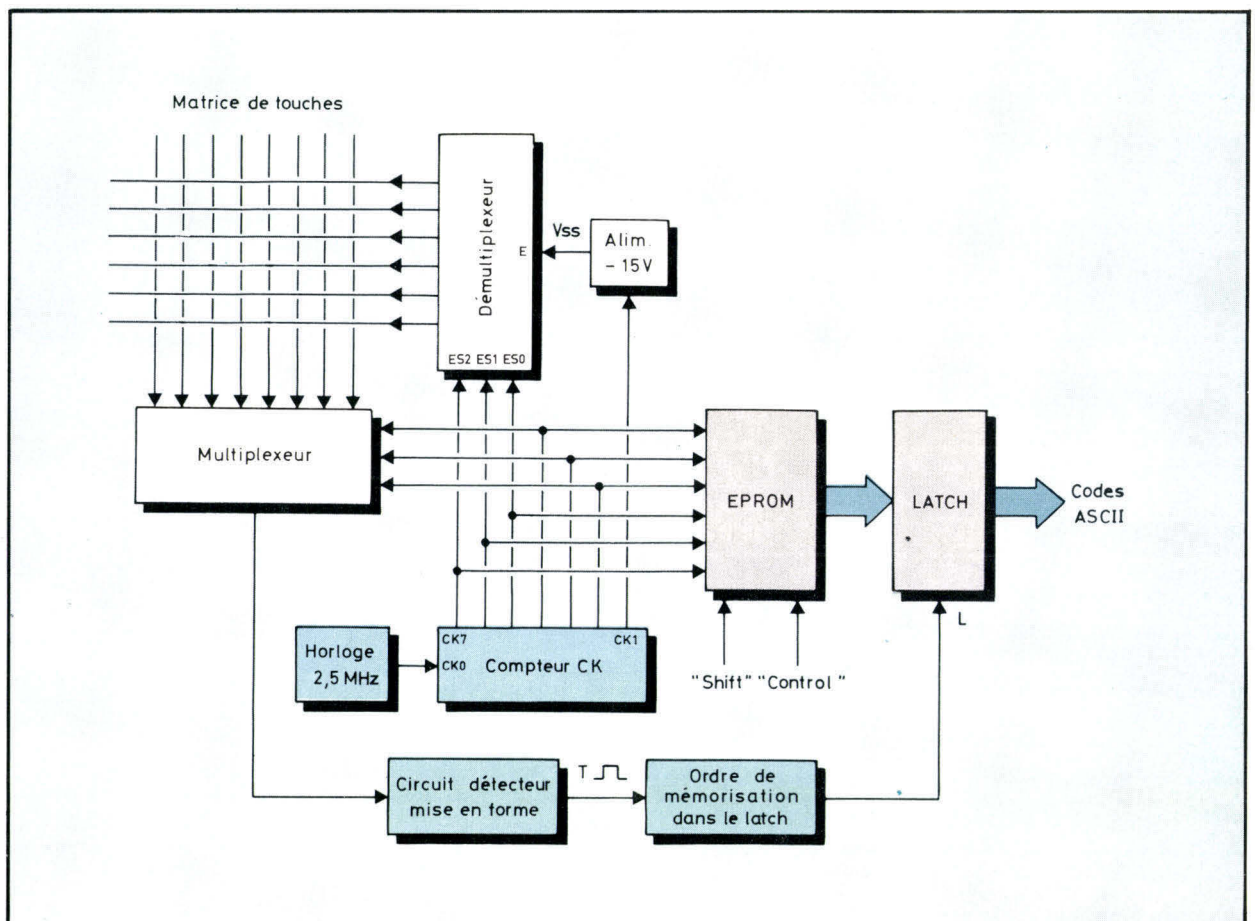 Matrice de touches
Démultiplexeur
E
Vss
Alim.
- 15V
ES2 ES1 ES0
Multiplexeur
EPROM
LATCH
Codes
ASCII
Horloge
2,5 MHz
CK7
CK0
Compteur CK
CK1
"Shift" "Control"
L
Circuit détecteur
mise en forme
T
Ordre de
mémorisation
dans le latch